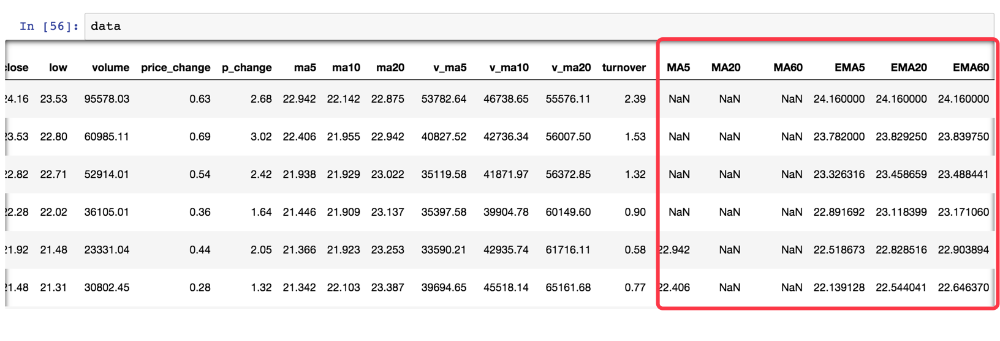 In [56]: data
close low volume price_change p_change ma5 ma10 ma20 v_ma5 v_ma10 v_ma20 turnover MA5 MA20 MA60 EMA5 EMA20 EMA60
24.16 23.53 95578.03 0.63 2.68 22.942 22.142 22.875 53782.64 46738.65 55576.11 2.39 NaN NaN NaN 24.160000 24.160000 24.160000
23.53 22.80 60985.11 0.69 3.02 22.406 21.955 22.942 40827.52 42736.34 56007.50 1.53 NaN NaN NaN 23.782000 23.829250 23.839750
22.82 22.71 52914.01 0.54 2.42 21.938 21.929 23.022 35119.58 41871.97 56372.85 1.32 NaN NaN NaN 23.326316 23.458659 23.488441
22.28 22.02 36105.01 0.36 1.64 21.446 21.909 23.137 35397.58 39904.78 60149.60 0.90 NaN NaN NaN 22.891692 23.118399 23.171060
21.92 21.48 23331.04 0.44 2.05 21.366 21.923 23.253 33590.21 42935.74 61716.11 0.58 22.942 NaN NaN 22.518673 22.828516 22.903894
21.48 21.31 30802.45 0.28 1.32 21.342 22.103 23.387 39694.65 45518.14 65161.68 0.77 22.406 NaN NaN 22.139128 22.544041 22.646370